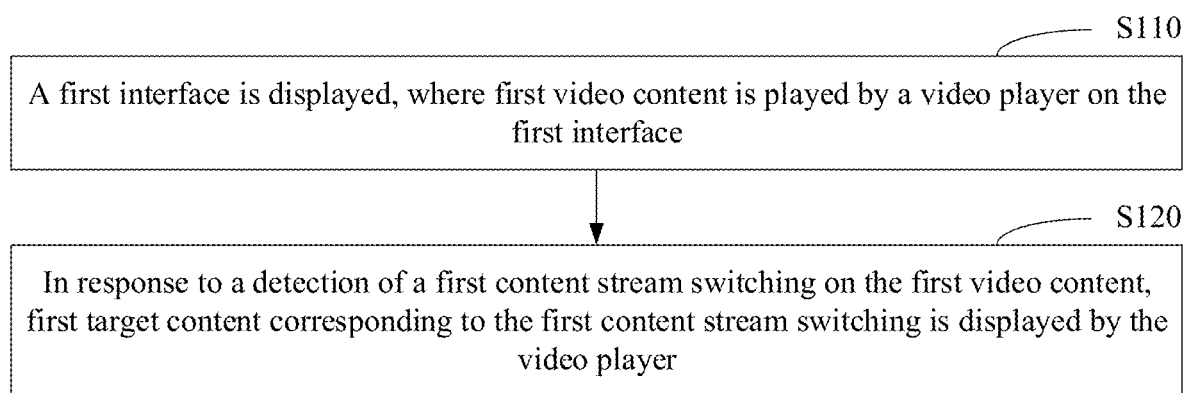 S110
A first interface is displayed, where first video content is played by a video player on the
first interface
S120
In response to a detection of a first content stream switching on the first video content,
first target content corresponding to the first content stream switching is displayed by the
video player